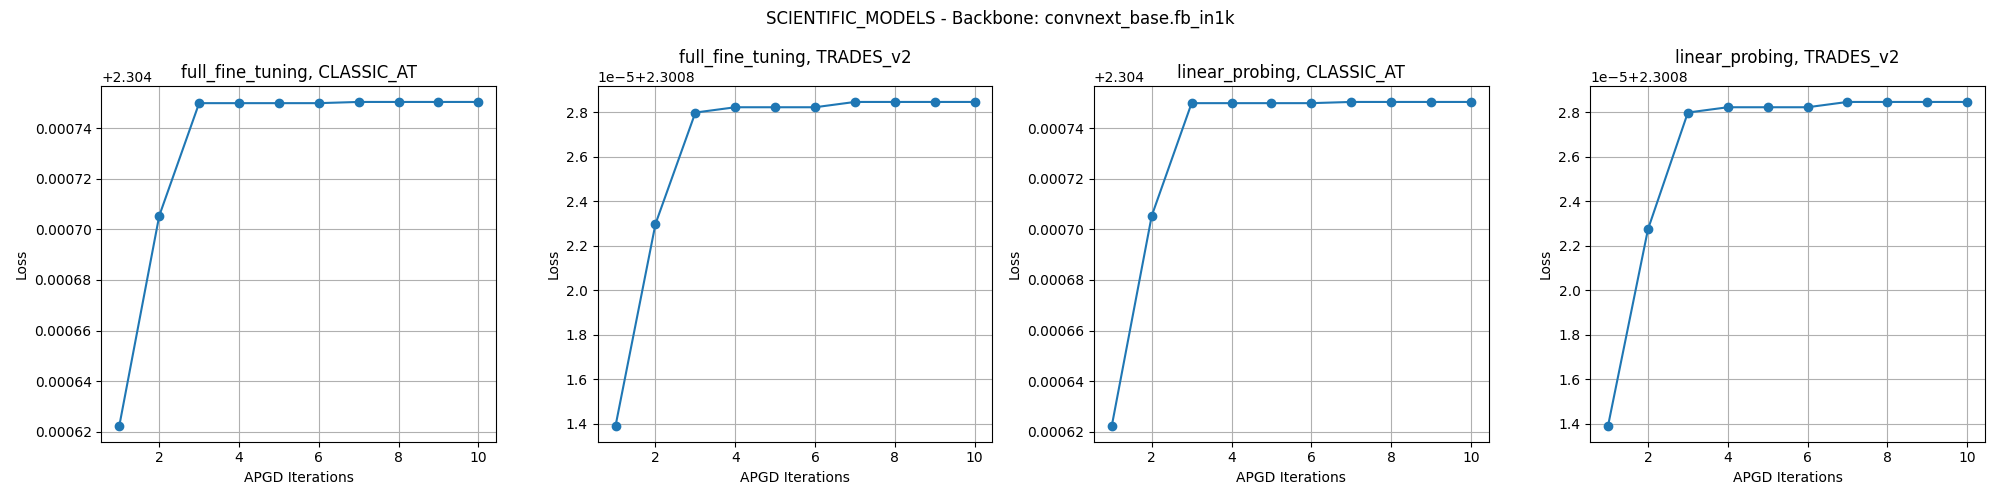 SCIENTIFIC_MODELS - Backbone: convnext_base.fb_in1k
full_fine_tuning, CLASSIC_AT
+2.304
0.00074
0.00072
0.00070
0.00068
0.00066
0.00064
0.00062
Loss
2 4 6 8 10
APGD Iterations
full_fine_tuning, TRADES_v2
1e−5+2.3008
2.8
2.6
2.4
2.2
2.0
1.8
1.6
1.4
Loss
2 4 6 8 10
APGD Iterations
linear_probing, CLASSIC_AT
+2.304
0.00074
0.00072
0.00070
0.00068
0.00066
0.00064
0.00062
Loss
2 4 6 8 10
APGD Iterations
linear_probing, TRADES_v2
1e−5+2.3008
2.8
2.6
2.4
2.2
2.0
1.8
1.6
1.4
Loss
2 4 6 8 10
APGD Iterations